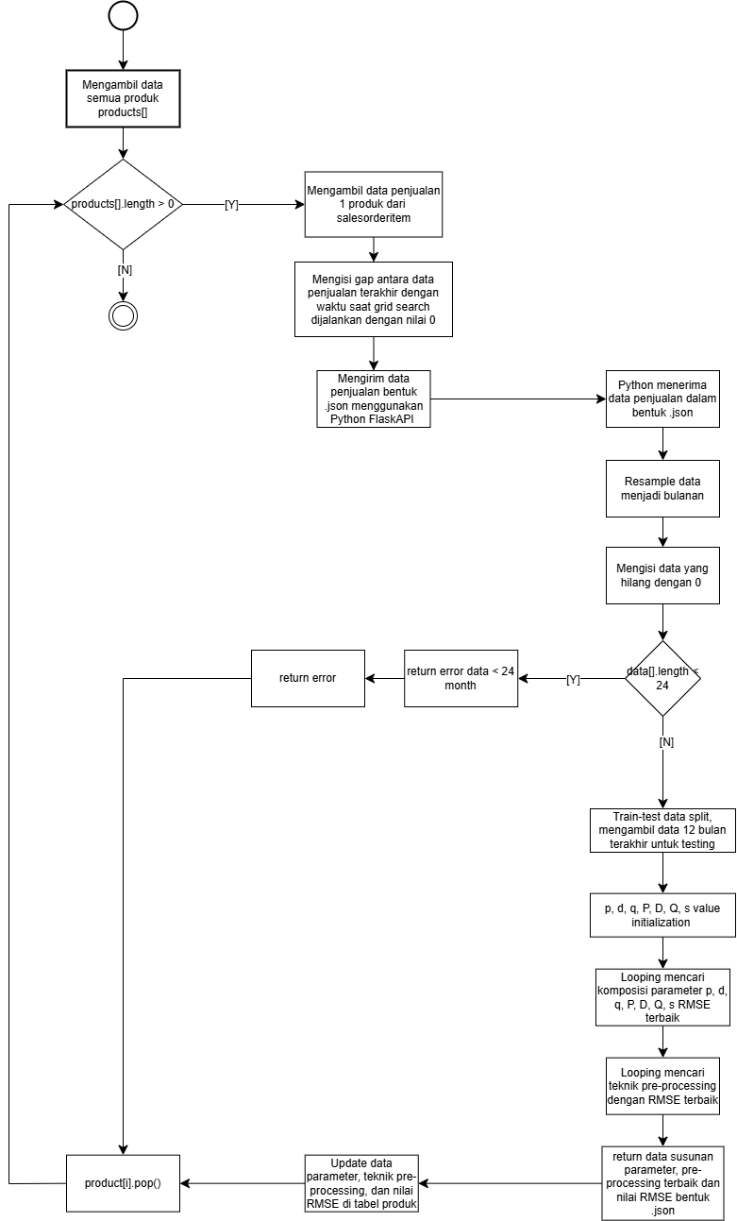 Mengambil data
semua produk
products[]
products[].length > 0
[Y]
[N]
Mengambil data penjualan
1 produk dari
salesorderitem
Mengisi gap antara data
penjualan terakhir dengan
waktu saat grid search
dijalankan dengan nilai 0
Mengirim data
penjualan bentuk
.json menggunakan
Python FlaskAPI
Python menerima
data penjualan dalam
bentuk .json
Resample data
menjadi bulanan
Mengisi data yang
hilang dengan 0
data[].length <
24
[Y]
return error data < 24
month
return error
[N]
Train-test data split,
mengambil data 12 bulan
terakhir untuk testing
p, d, q, P, D, Q, s value
initialization
Looping mencari
komposisi parameter p, d,
q, P, D, Q, s RMSE
terbaik
Looping mencari
teknik pre-processing
dengan RMSE terbaik
return data susunan
parameter, pre-
processing terbaik dan
nilai RMSE bentuk
.json
Update data
parameter, teknik pre-
processing, dan nilai
RMSE di tabel produk
product[i].pop()